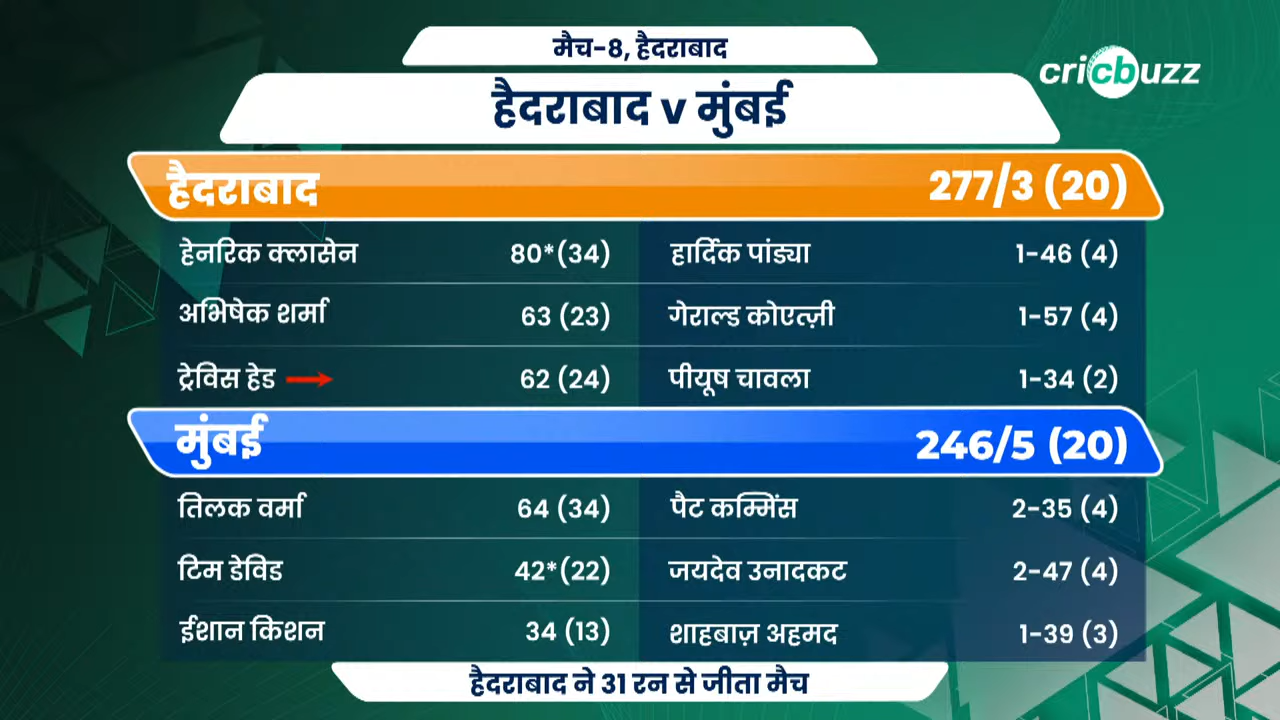 मैच-8, हैदराबाद
cricbuzz
हैदराबाद v मुंबई
हैदराबाद 277/3 (20)
हेनरिक क्लासेन 80*(34) हार्दिक पांड्या 1-46 (4)
अभिषेक शर्मा 63 (23) गेराल्ड कोएत्ज़ी 1-57 (4)
ट्रेविस हेड 62 (24) पीयूष चावला 1-34 (2)
मुंबई 246/5 (20)
तिलक वर्मा 64 (34) पैट कम्मिंस 2-35 (4)
टिम डेविड 42*(22) जयदेव उनादकट 2-47 (4)
ईशान किशन 34 (13) शाहबाज़ अहमद 1-39 (3)
हैदराबाद ने 31 रन से जीता मैच